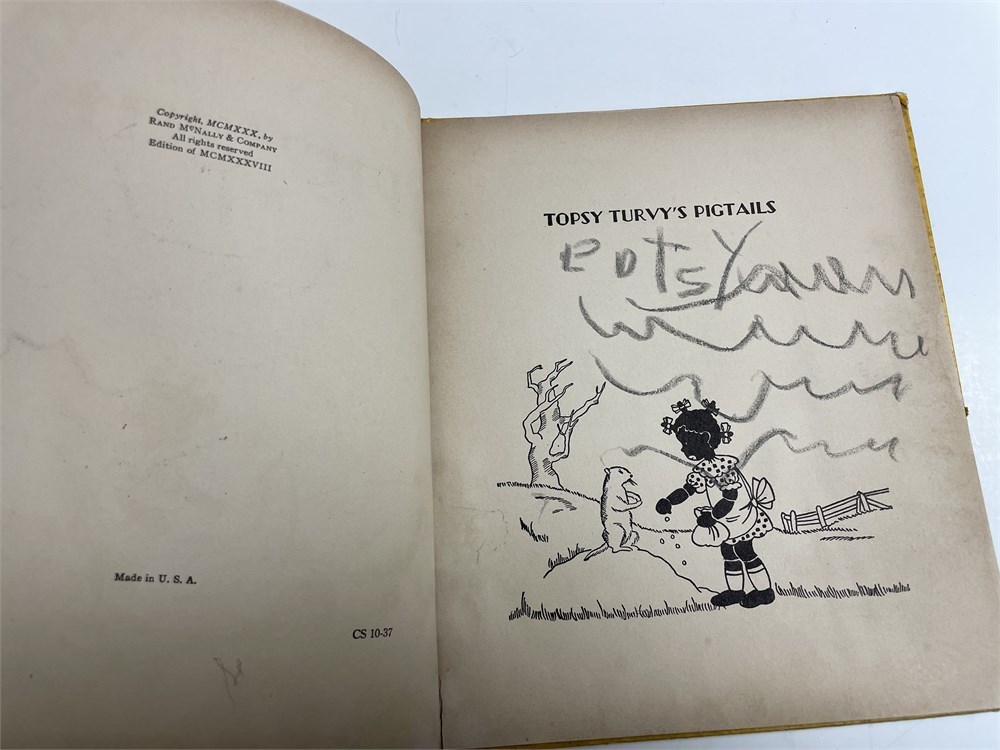 Copyright, MCMXXX, by
RAND McNALLY & COMPANY
All rights reserved
Edition of MCMXXXVIII
Made in U. S. A.
CS 10-37
TOPSY TURVY'S PIGTAILS